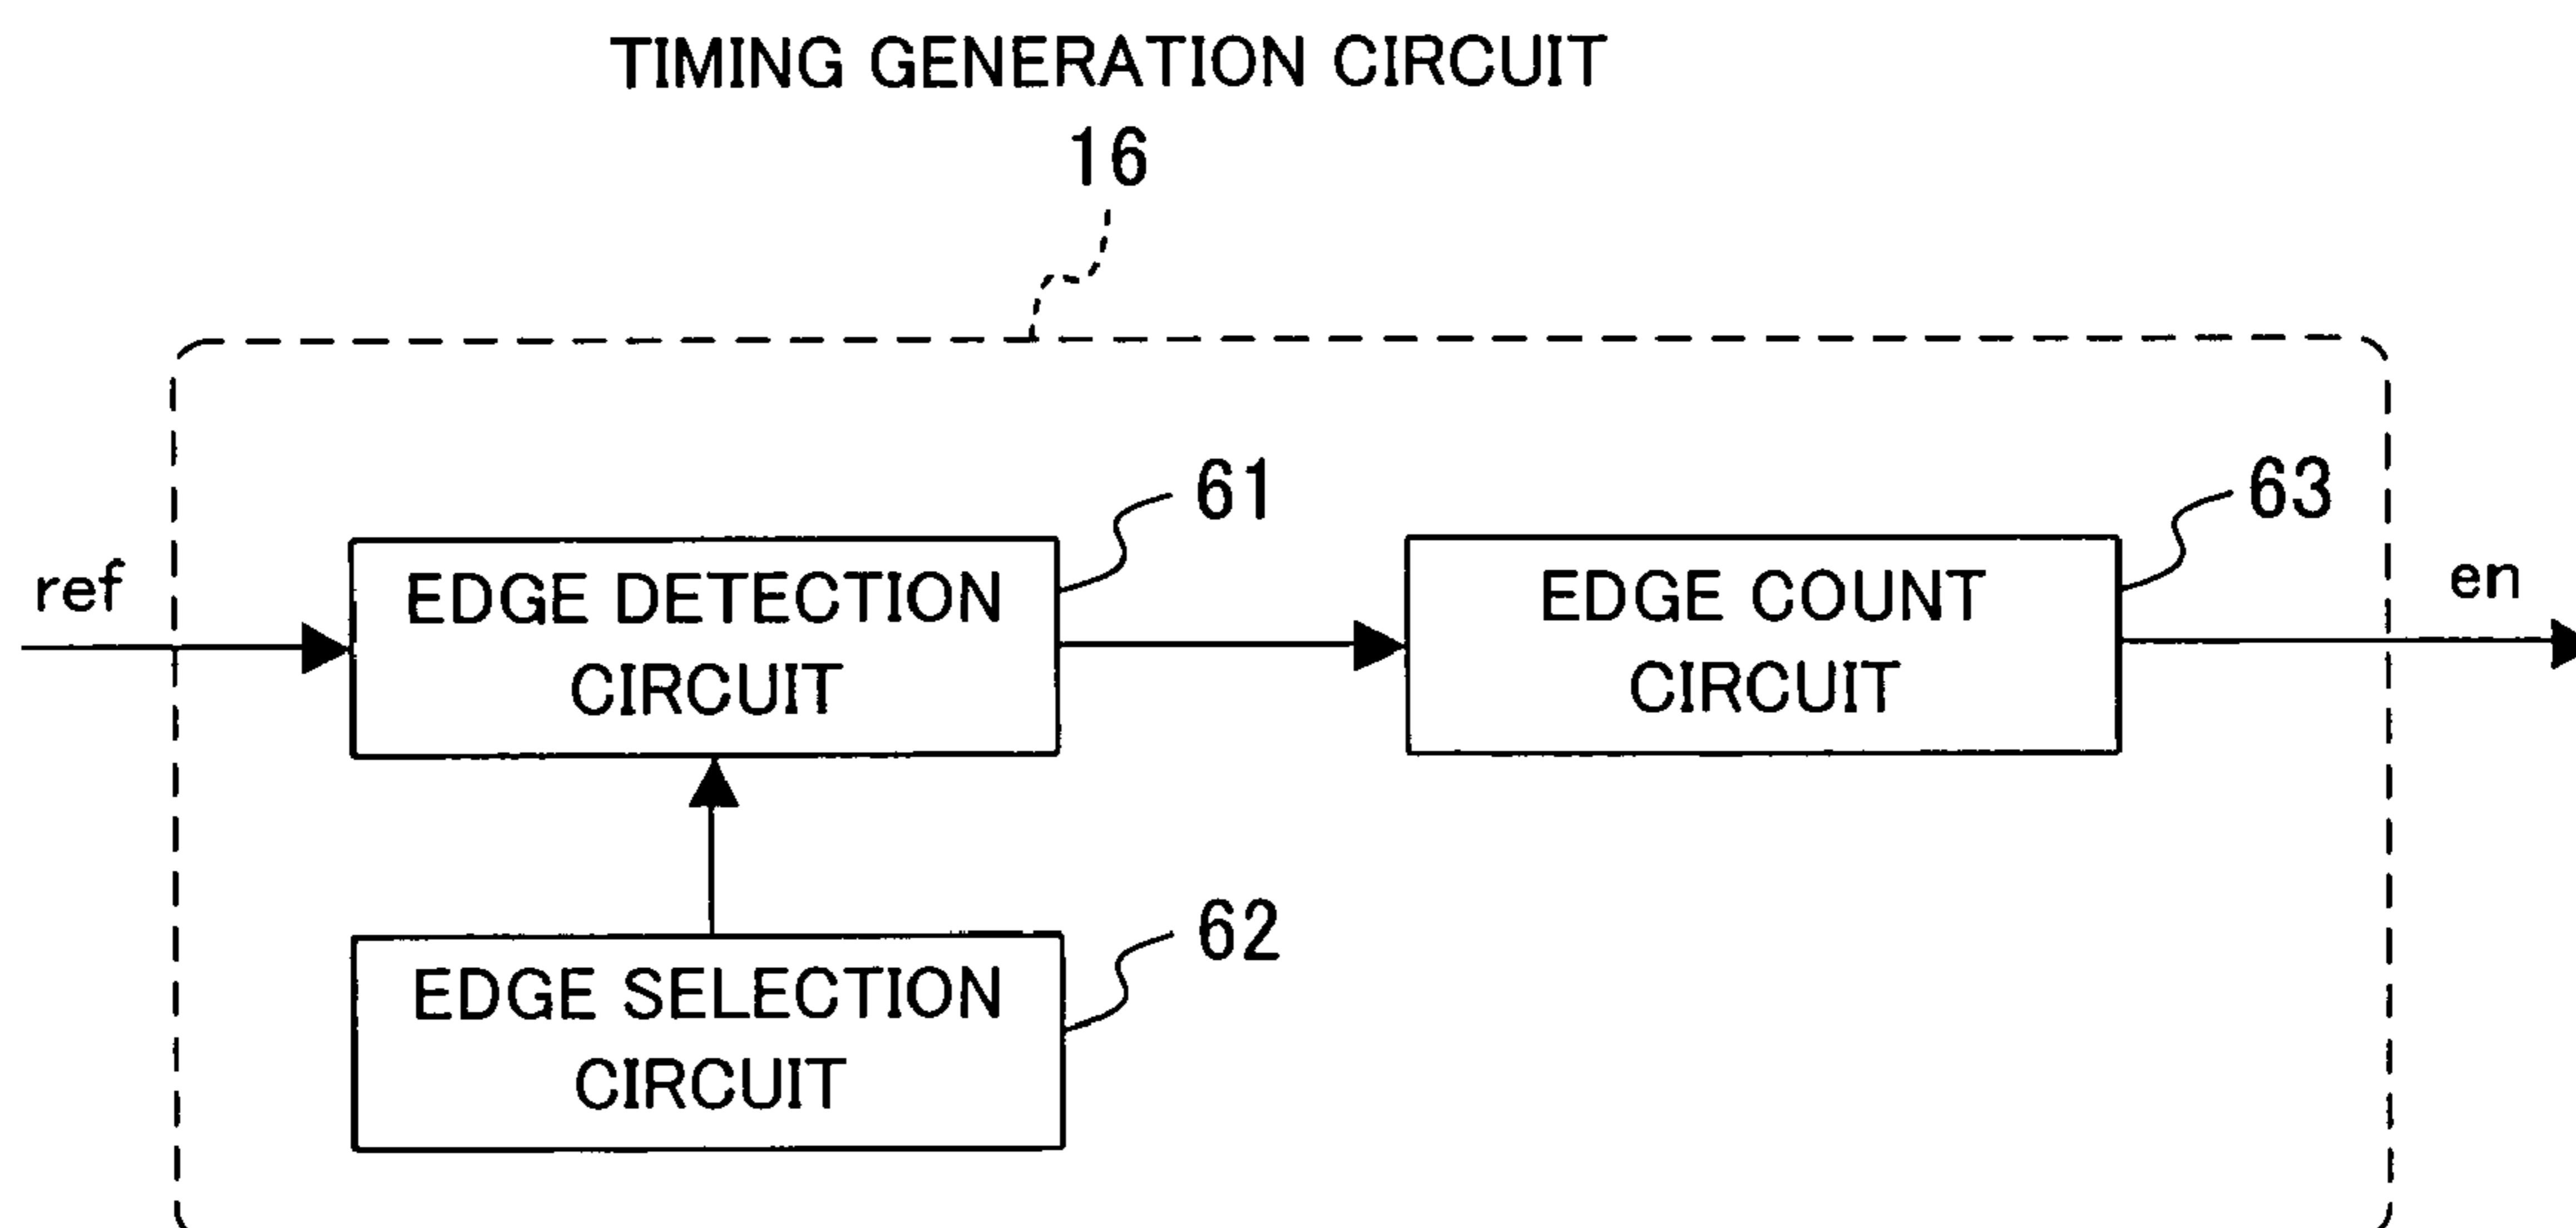 TIMING GENERATION CIRCUIT
16
61
63
ref
EDGE DETECTION
CIRCUIT
EDGE COUNT
CIRCUIT
en
62
EDGE SELECTION
CIRCUIT